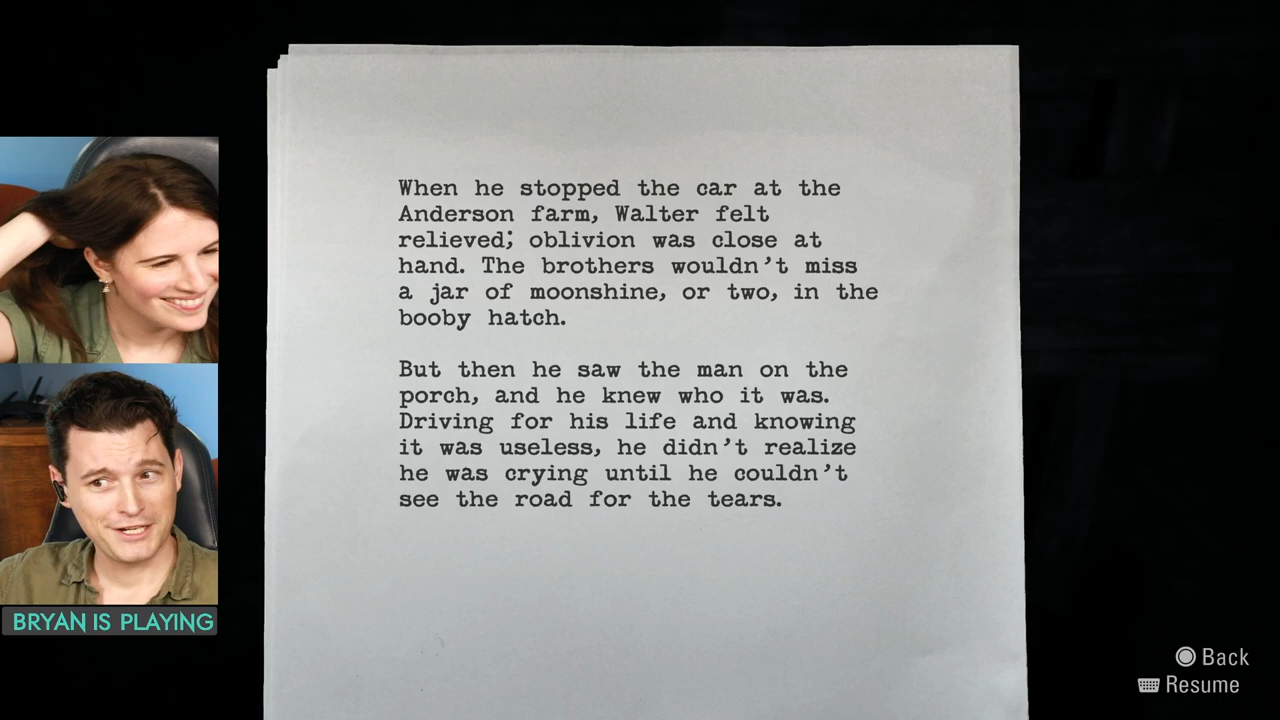 When he stopped the car at the
Anderson farm, Walter felt
relieved; oblivion was close at
hand. The brothers wouldn't miss
a jar of moonshine, or two, in the
booby hatch.
But then he saw the man on the
porch, and he knew who it was.
Driving for his life and knowing
it was useless, he didn't realize
he was crying until he couldn't
see the road for the tears.
BRYAN IS PLAYING
Back
Resume